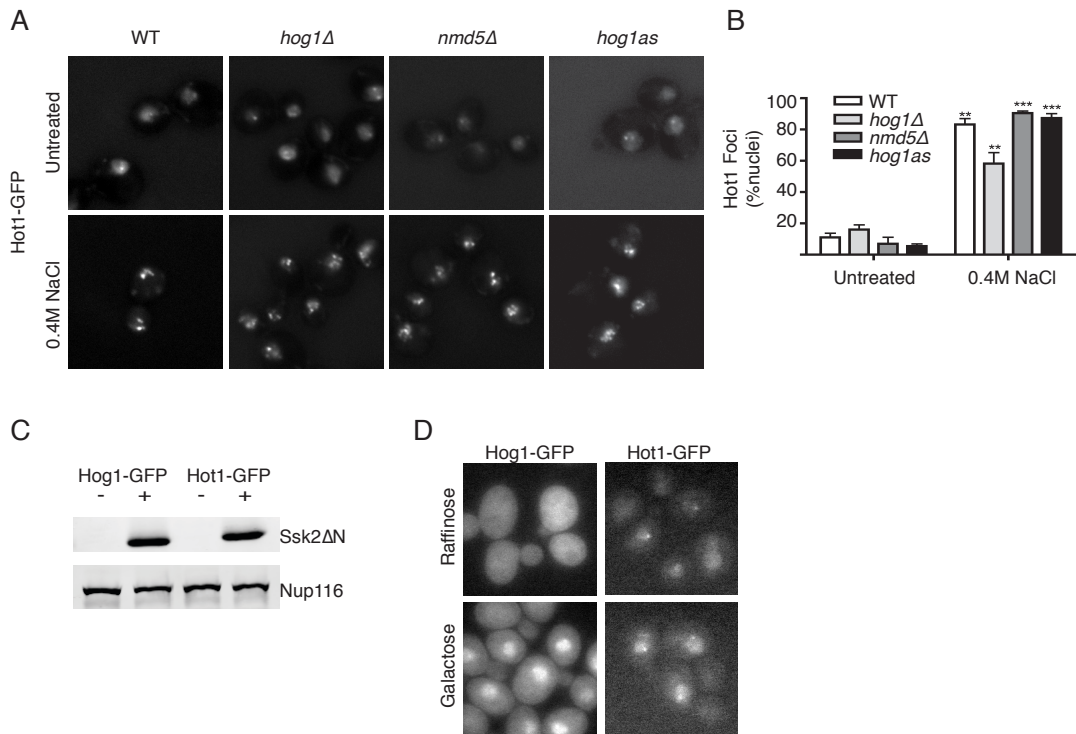 A
WT hog1Δ nmd5Δ hog1as
Hot1-GFP
Untreated
0.4M NaCl
B
Hot1 Foci
(%nuclei)
100
80
60
40
20
WT
hog1Δ
nmd5Δ
hog1as
** ** *** ***
Untreated 0.4M NaCl
C
Hog1-GFP Hot1-GFP
- + - +
Ssk2ΔN
Nup116
D
Hog1-GFP Hot1-GFP
Raffinose
Galactose